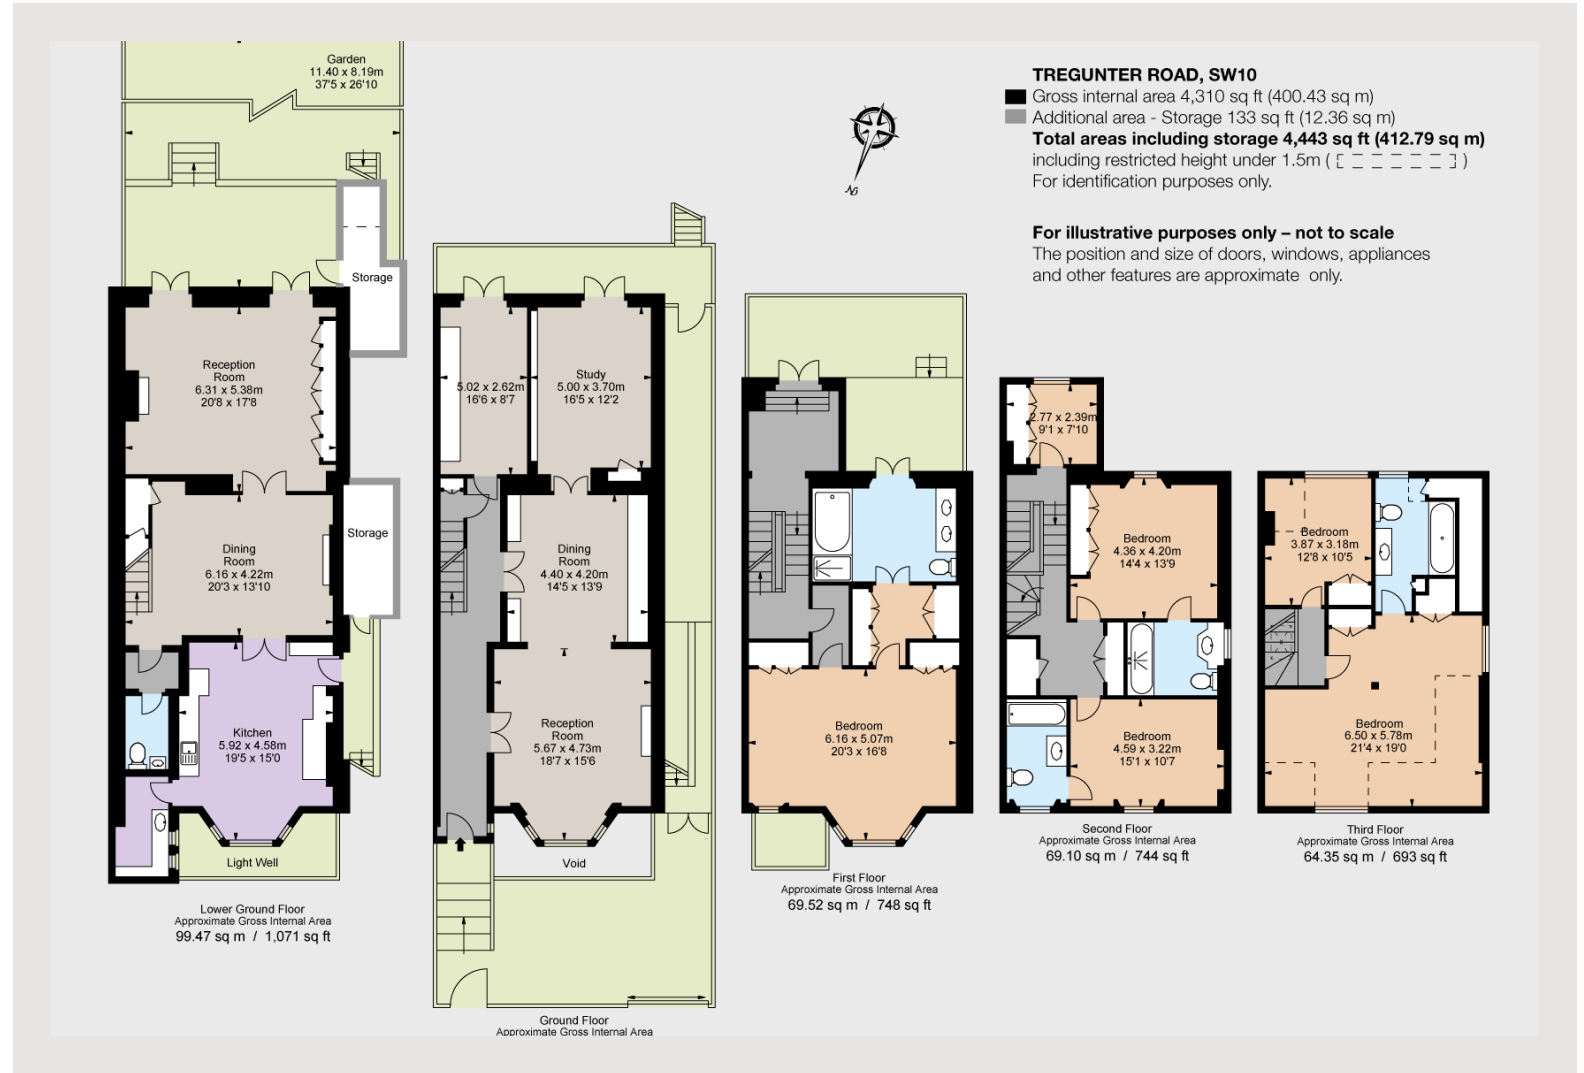 TREGUNTER ROAD, SW10
Gross internal area 4,310 sq ft (400.43 sq m)
Additional area - Storage 133 sq ft (12.36 sq m)
Total areas including storage 4,443 sq ft (412.79 sq m)
including restricted height under 1.5m ( )
For identification purposes only.
For illustrative purposes only – not to scale
The position and size of doors, windows, appliances
and other features are approximate only.
NG
Garden
11.40 x 8.19m
37'5 x 26'10
Storage
Reception
Room
6.31 x 5.38m
20'8 x 17'8
Storage
Dining
Room
6.16 x 4.22m
20'3 x 13'10
Kitchen
5.92 x 4.58m
19'5 x 15'0
Light Well
Lower Ground Floor
Approximate Gross Internal Area
99.47 sq m / 1,071 sq ft
5.02 x 2.62m
16'6 x 8'7
Study
5.00 x 3.70m
16'5 x 12'2
Dining
Room
4.40 x 4.20m
14'5 x 13'9
Reception
Room
5.67 x 4.73m
18'7 x 15'6
Void
Ground Floor
Approximate Gross Internal Area
Bedroom
6.16 x 5.07m
20'3 x 16'8
First Floor
Approximate Gross Internal Area
69.52 sq m / 748 sq ft
2.77 x 2.39m
9'1 x 7'10
Bedroom
4.36 x 4.20m
14'4 x 13'9
Bedroom
4.59 x 3.22m
15'1 x 10'7
Second Floor
Approximate Gross Internal Area
69.10 sq m / 744 sq ft
Bedroom
3.87 x 3.18m
12'8 x 10'5
Bedroom
6.50 x 5.78m
21'4 x 19'0
Third Floor
Approximate Gross Internal Area
64.35 sq m / 693 sq ft